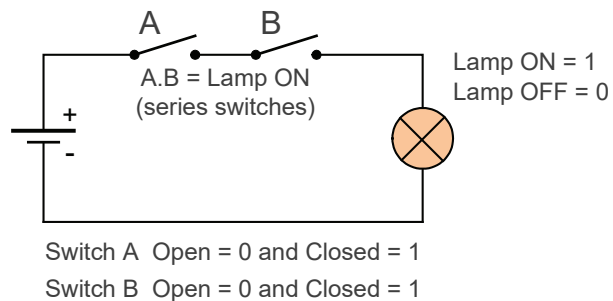 A B
A.B = Lamp ON
(series switches)
Lamp ON = 1
Lamp OFF = 0
+
-
Switch A Open = 0 and Closed = 1
Switch B Open = 0 and Closed = 1